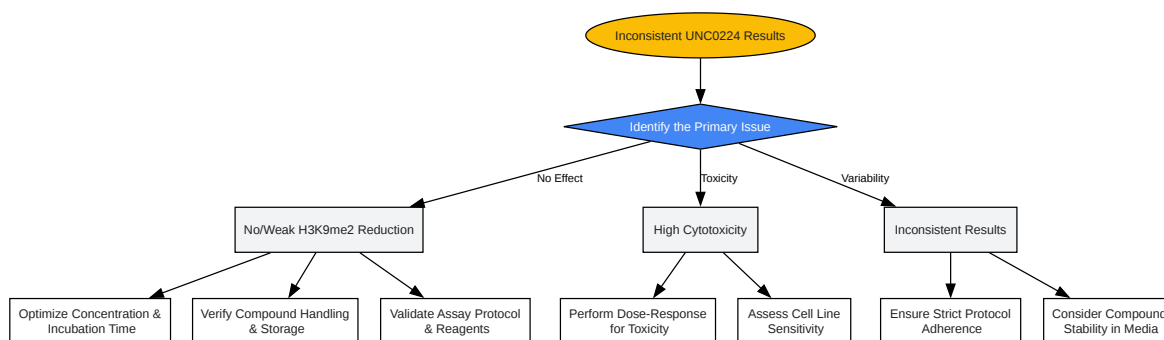 Inconsistent UNC0224 Results
Identify the Primary Issue
No Effect
Toxicity
Variability
No/Weak H3K9me2 Reduction
High Cytotoxicity
Inconsistent Results
Optimize Concentration &
Incubation Time
Verify Compound Handling
& Storage
Validate Assay Protocol
& Reagents
Perform Dose-Response
for Toxicity
Assess Cell Line
Sensitivity
Ensure Strict Protocol
Adherence
Consider Compound
Stability in Media